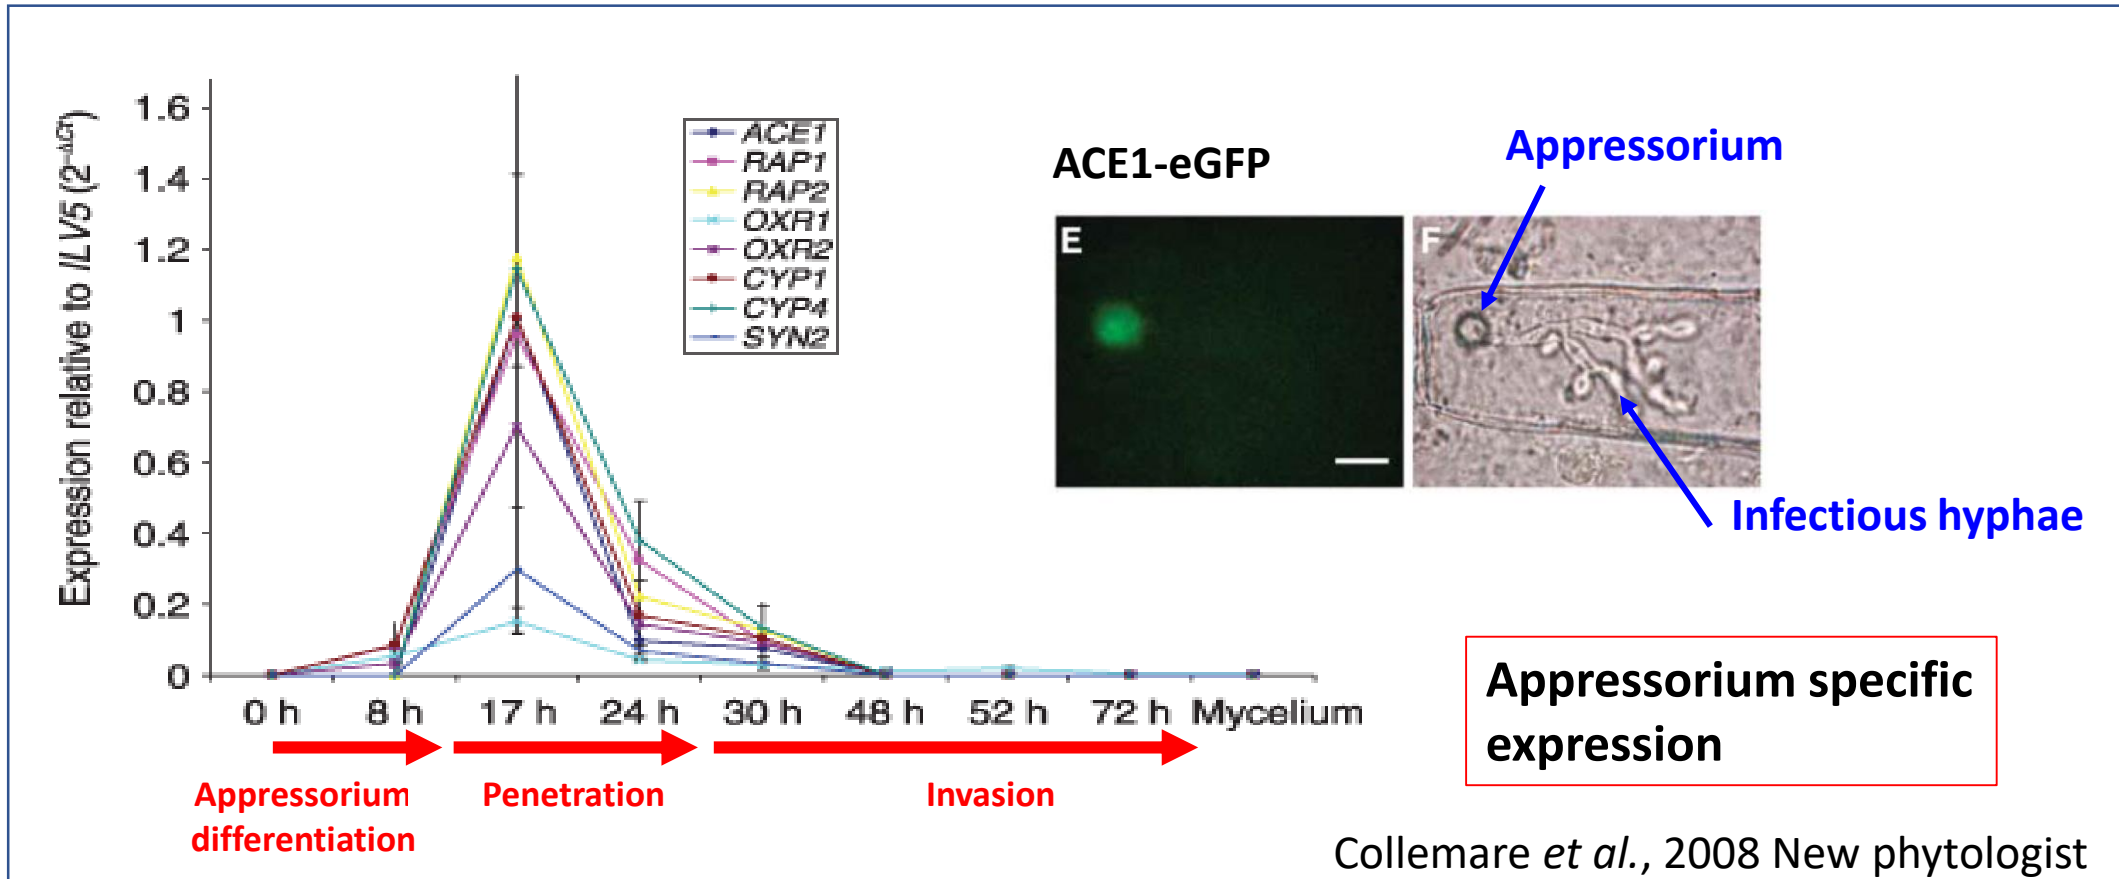 Expression relative to ILV5 (2^-ΔCt)
1.6
1.4
1.2
1
0.8
0.6
0.4
0.2
0
ACE1
RAP1
RAP2
OXR1
OXR2
CYP1
CYP4
SYN2
0 h 8 h 17 h 24 h 30 h 48 h 52 h 72 h Mycelium
Appressorium
differentiation
Penetration
Invasion
ACE1-eGFP
Appressorium
E
F
Infectious hyphae
Appressorium specific
expression
Collemare et al., 2008 New phytologist